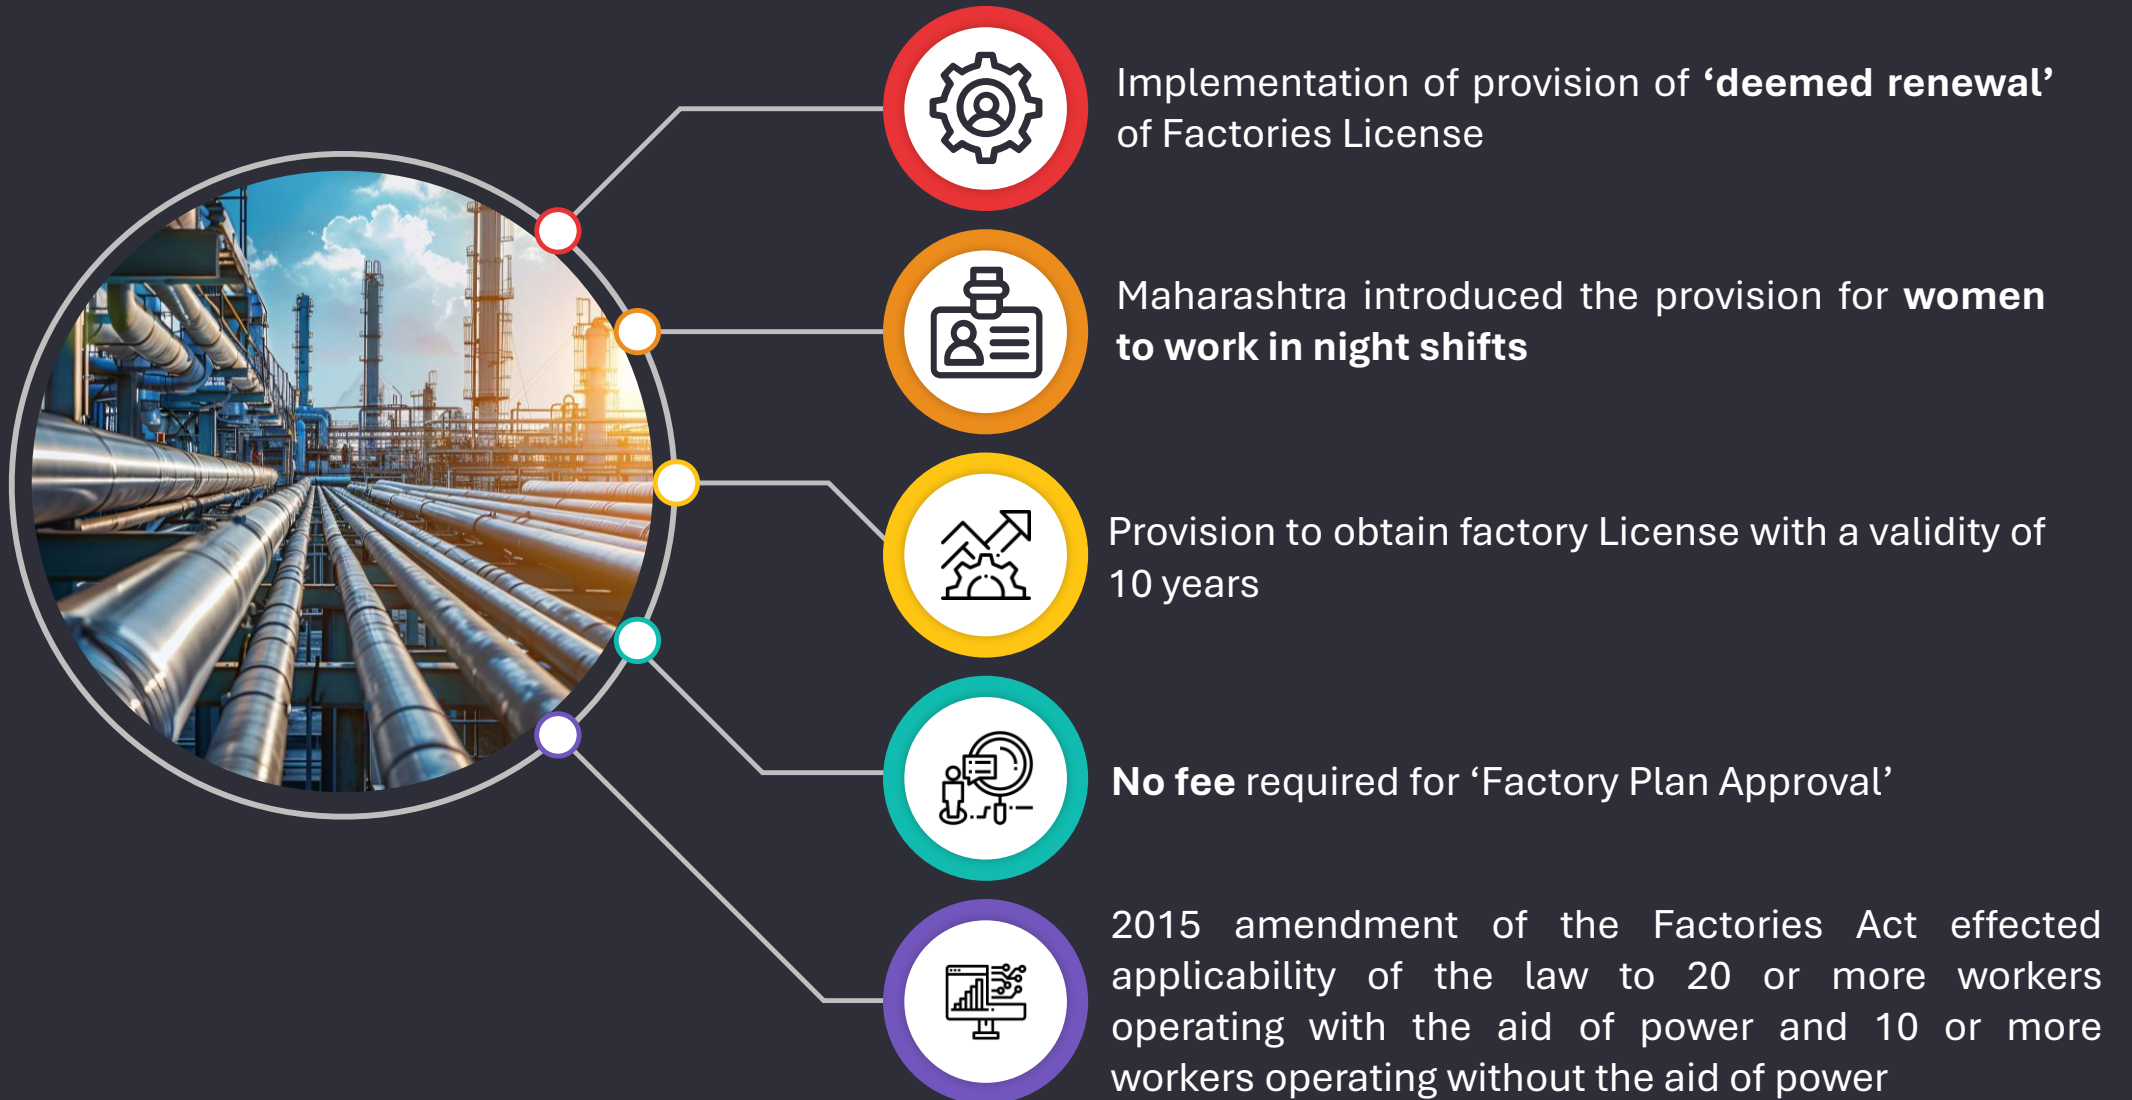 Implementation of provision of ‘deemed renewal’
of Factories License
Maharashtra introduced the provision for women
to work in night shifts
Provision to obtain factory License with a validity of
10 years
No fee required for ‘Factory Plan Approval’
2015 amendment of the Factories Act effected
applicability of the law to 20 or more workers
operating with the aid of power and 10 or more
workers operating without the aid of power